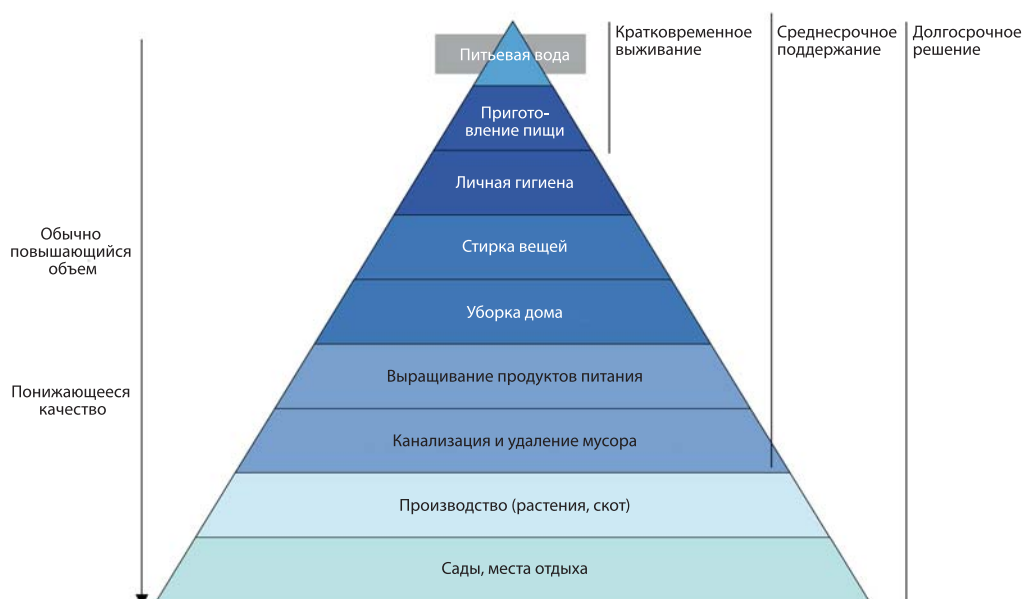 Кратковременное
выживание
Среднесрочное
поддержание
Долгосрочное
решение
Питьевая вода
Пригото-
вление пищи
Личная гигиена
Стирка вещей
Уборка дома
Выращивание продуктов питания
Канализация и удаление мусора
Производство (растения, скот)
Сады, места отдыха
Обычно
повышающийся
объем
Понижающееся
качество